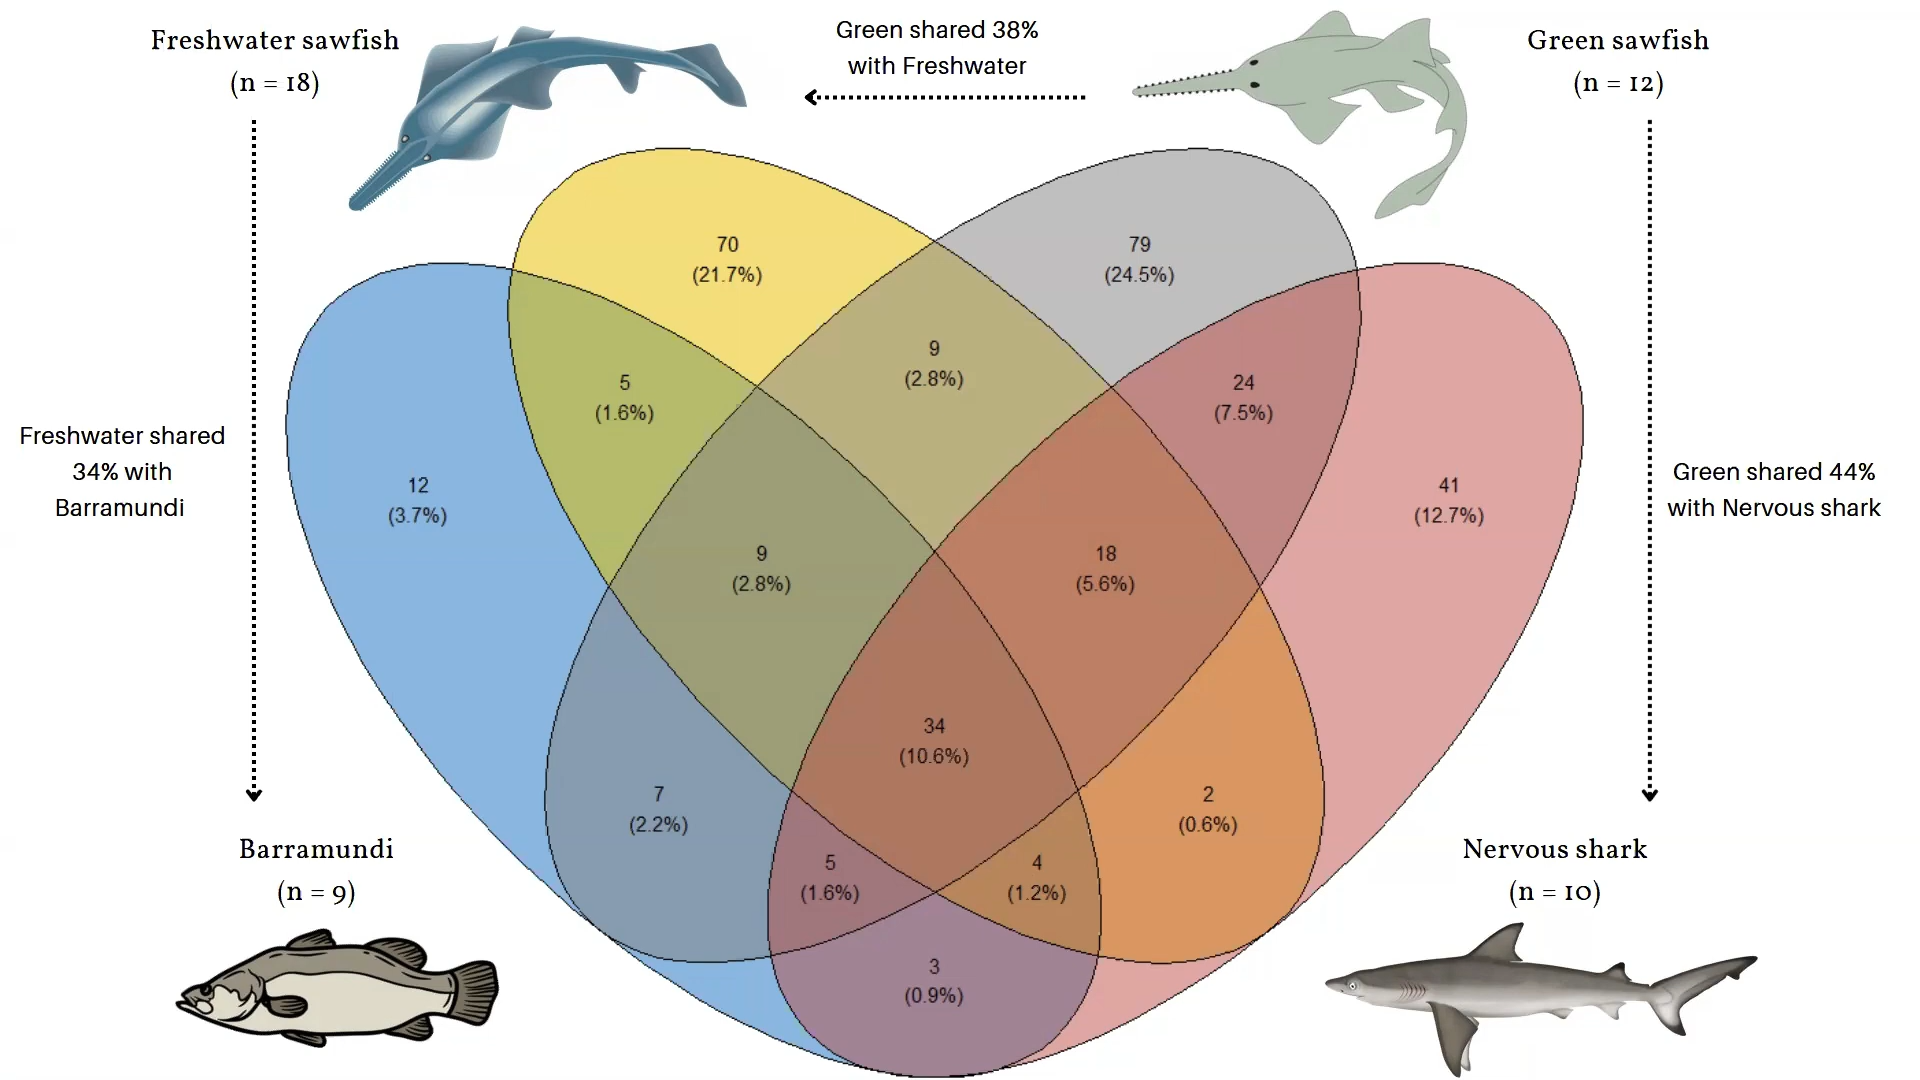 Freshwater sawfish
(n = 18)
Green shared 38%
with Freshwater
Green sawfish
(n = 12)
70
(21.7%)
79
(24.5%)
9
(2.8%)
5
(1.6%)
24
(7.5%)
Freshwater shared
34% with
Barramundi
12
(3.7%)
41
(12.7%)
Green shared 44%
with Nervous shark
9
(2.8%)
18
(5.6%)
34
(10.6%)
7
(2.2%)
2
(0.6%)
5
(1.6%)
4
(1.2%)
Barramundi
(n = 9)
Nervous shark
(n = 10)
3
(0.9%)